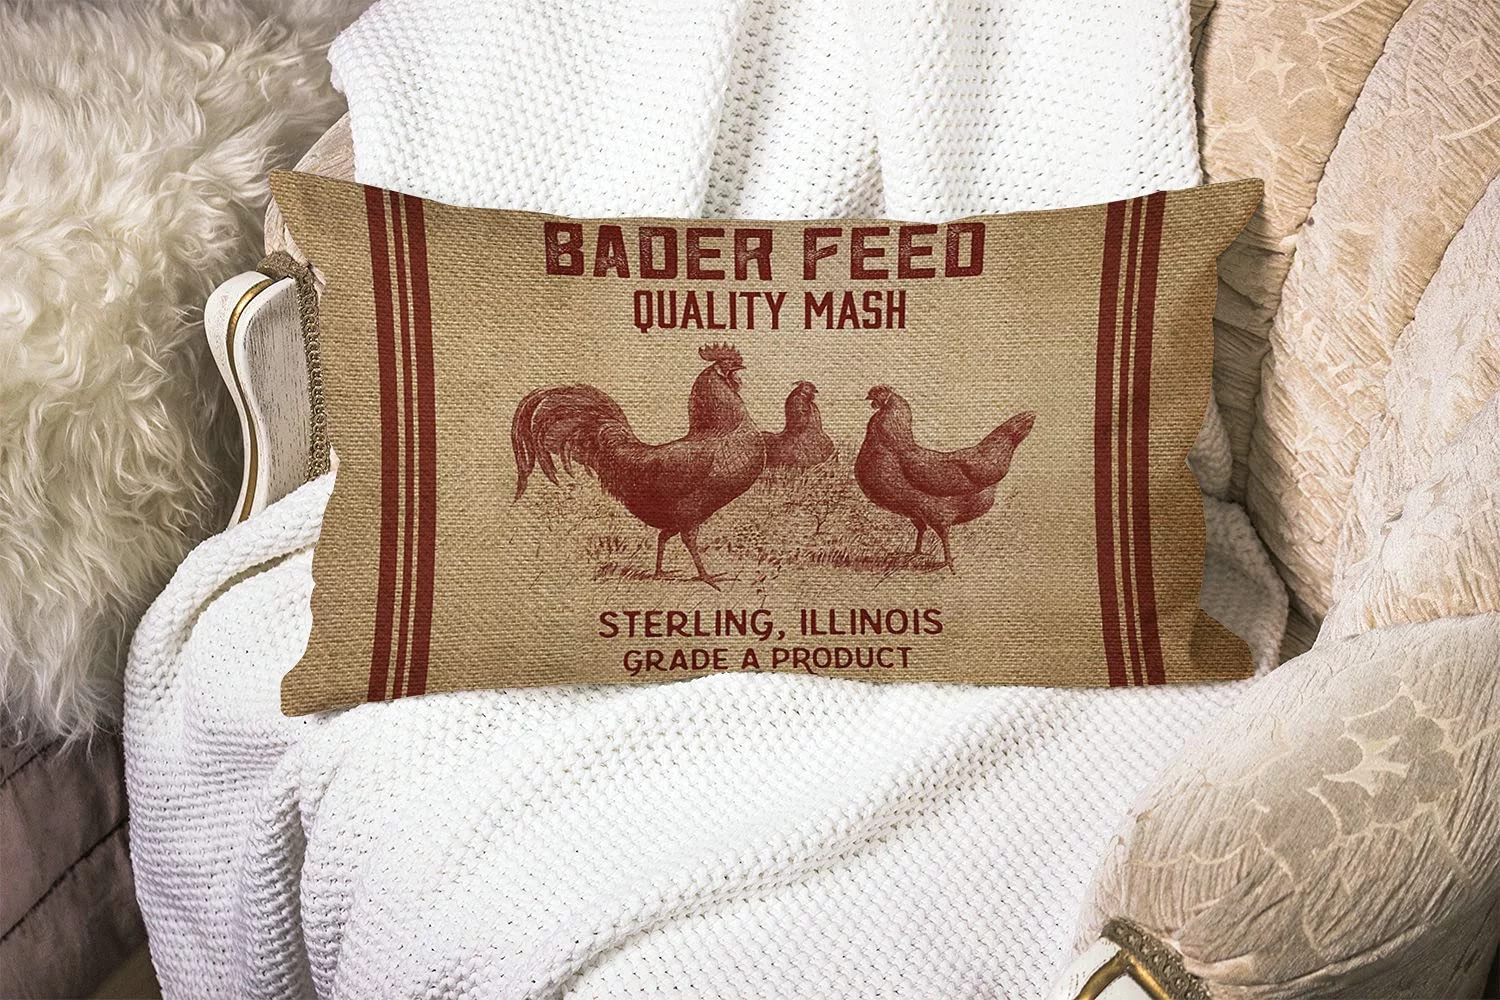 BADER FEED
QUALITY MASH
STERLING, ILLINOIS
GRADE A PRODUCT